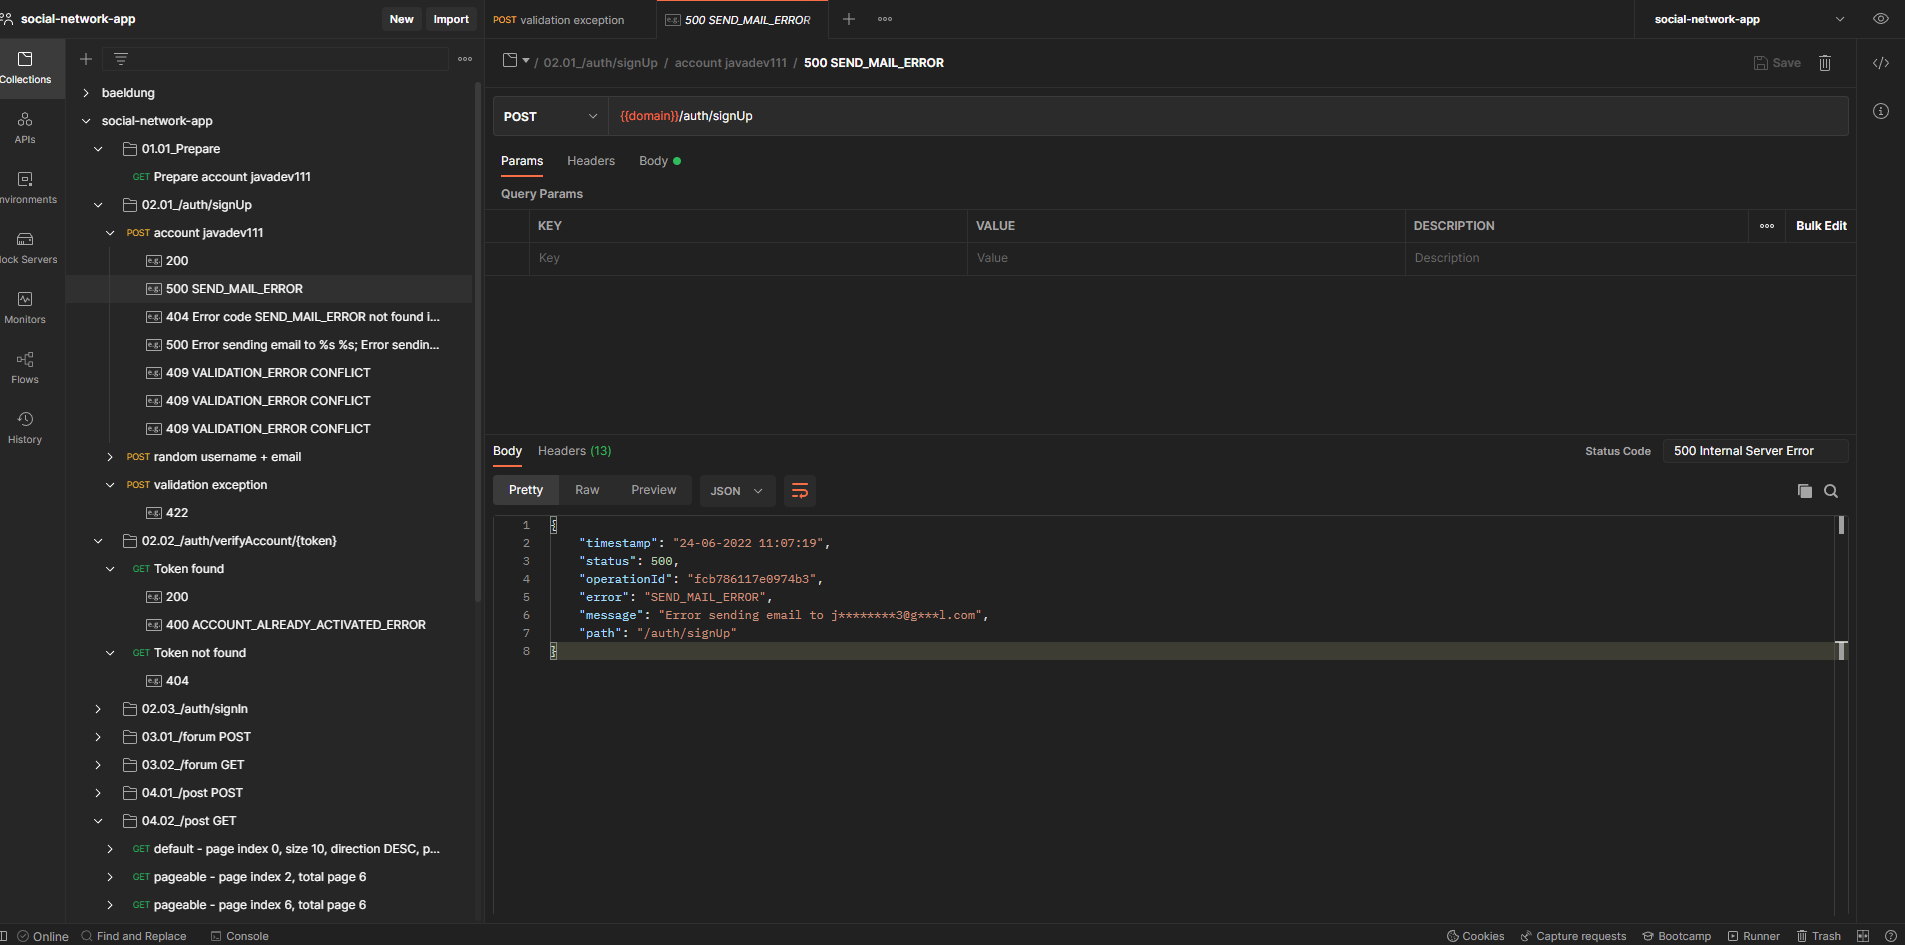 social-network-app
New
Import
POST validation exception
e.g. 500 SEND_MAIL_ERROR
social-network-app
Collections
APIs
nvironments
lock Servers
Monitors
Flows
History
baeldung
social-network-app
01.01_Prepare
GET Prepare account javadev111
02.01_/auth/signUp
POST account javadev111
e.g. 200
e.g. 500 SEND_MAIL_ERROR
e.g. 404 Error code SEND_MAIL_ERROR not found i...
e.g. 500 Error sending email to %s %s; Error sendin...
e.g. 409 VALIDATION_ERROR CONFLICT
e.g. 409 VALIDATION_ERROR CONFLICT
e.g. 409 VALIDATION_ERROR CONFLICT
POST random username + email
POST validation exception
e.g. 422
02.02_/auth/verifyAccount/{token}
GET Token found
e.g. 200
e.g. 400 ACCOUNT_ALREADY_ACTIVATED_ERROR
GET Token not found
e.g. 404
02.03_/auth/signIn
03.01_/forum POST
03.02_/forum GET
04.01_/post POST
04.02_/post GET
GET default - page index 0, size 10, direction DESC, p...
GET pageable - page index 2, total page 6
GET pageable - page index 6, total page 6
/ 02.01_/auth/signUp / account javadev111 / 500 SEND_MAIL_ERROR
Save
POST
{{domain}}/auth/signUp
Params
Headers
Body
Query Params
KEY
VALUE
DESCRIPTION
Bulk Edit
Key
Value
Description
Body
Headers (13)
Status Code
500 Internal Server Error
Pretty
Raw
Preview
JSON
1 {
2 "timestamp": "24-06-2022 11:07:19",
3 "status": 500,
4 "operationId": "fcb786117e0974b3",
5 "error": "SEND_MAIL_ERROR",
6 "message": "Error sending email to j********3@g***l.com",
7 "path": "/auth/signUp"
8 }
Online
Find and Replace
Console
Cookies
Capture requests
Bootcamp
Runner
Trash